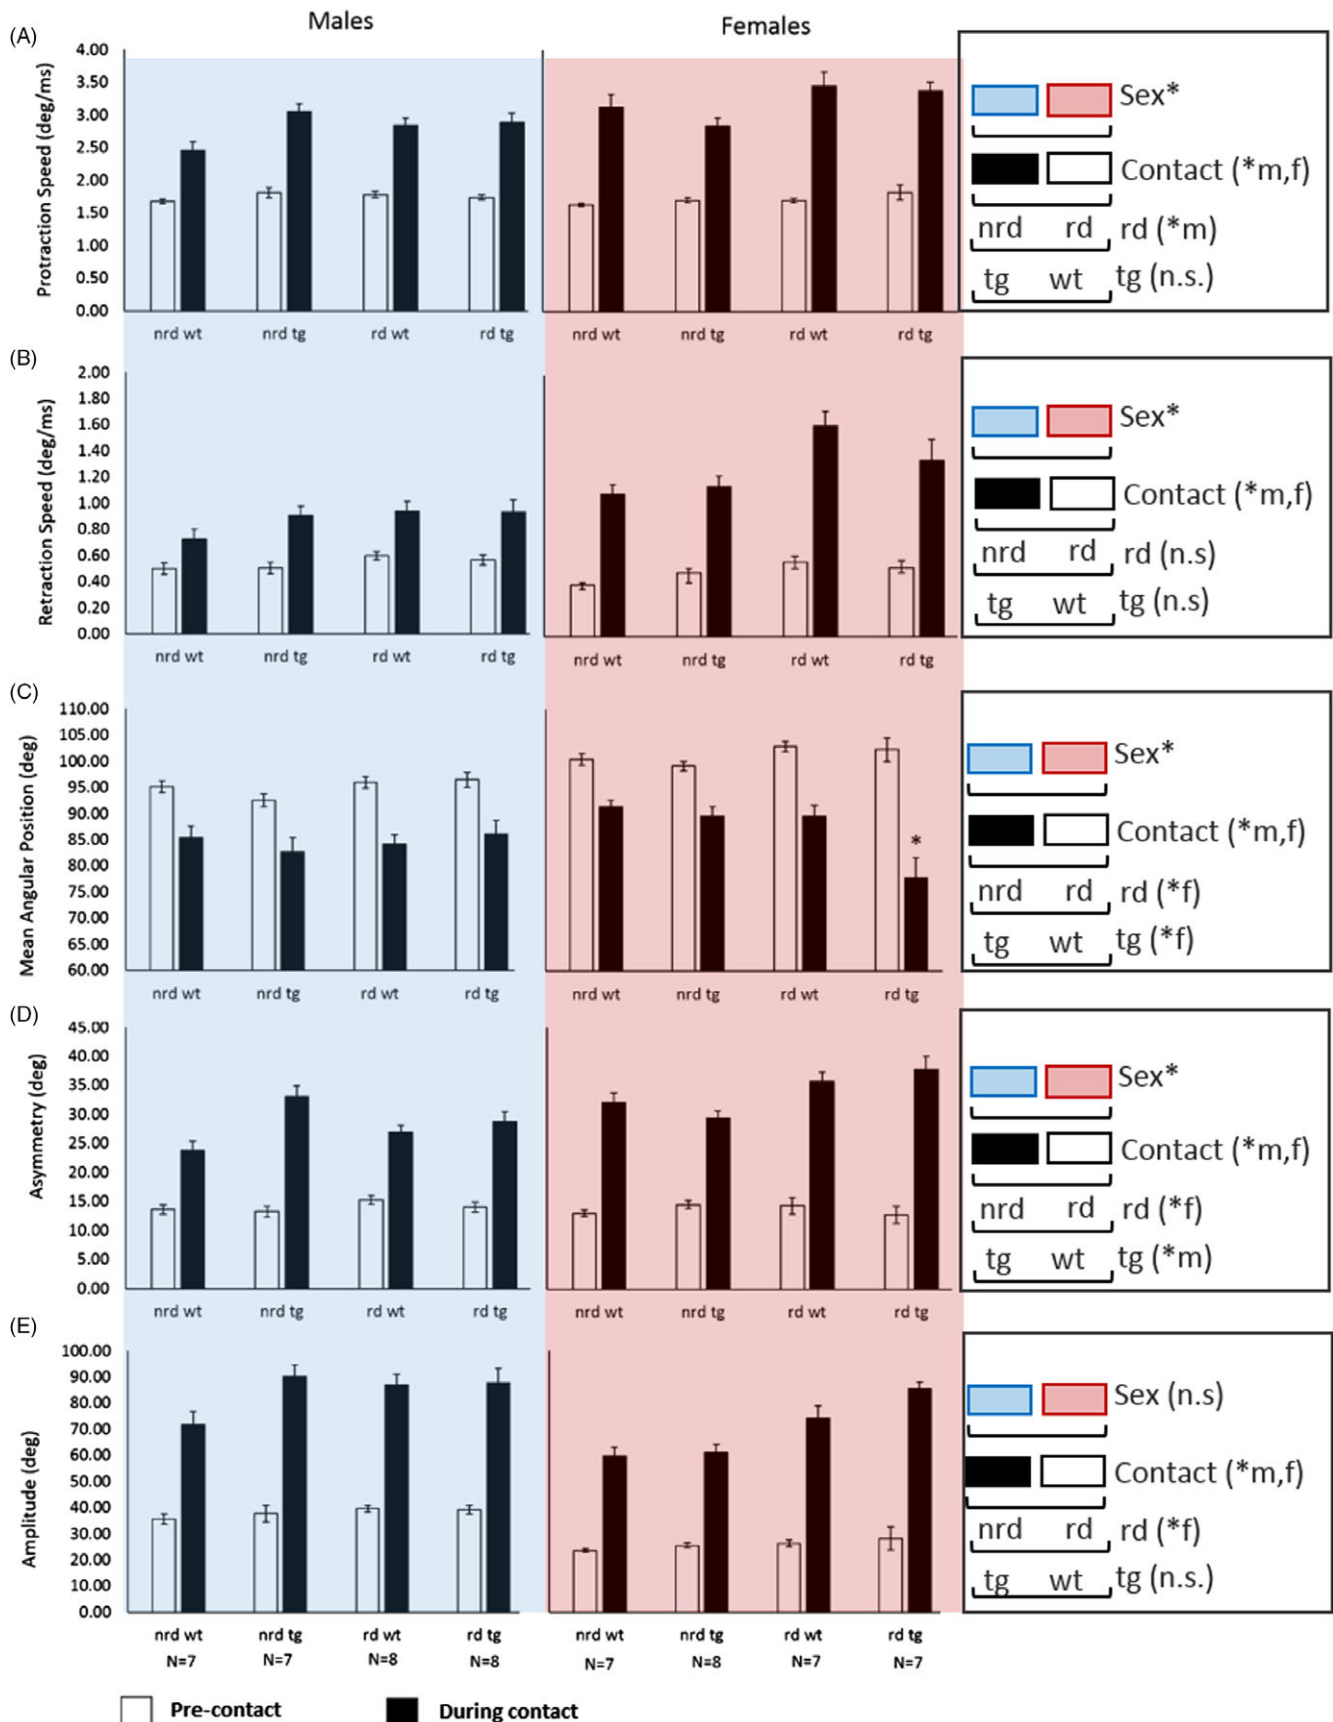 Males
Females
(A)
Protraction Speed (deg/ms)
4.00
3.50
3.00
2.50
2.00
1.50
1.00
0.50
0.00
nrd wt nrd tg rd wt rd tg
nrd wt nrd tg rd wt rd tg
Sex*
Contact (*m,f)
nrd rd rd (*m)
tg wt tg (n.s.)
(B)
Retraction Speed (deg/ms)
2.00
1.80
1.60
1.40
1.20
1.00
0.80
0.60
0.40
0.20
0.00
nrd wt nrd tg rd wt rd tg
nrd wt nrd tg rd wt rd tg
Sex*
Contact (*m,f)
nrd rd rd (n.s)
tg wt tg (n.s)
(C)
Mean Angular Position (deg)
110.00
105.00
100.00
95.00
90.00
85.00
80.00
75.00
70.00
65.00
60.00
*
nrd wt nrd tg rd wt rd tg
nrd wt nrd tg rd wt rd tg
Sex*
Contact (*m,f)
nrd rd rd (*f)
tg wt tg (*f)
(D)
Asymmetry (deg)
45.00
40.00
35.00
30.00
25.00
20.00
15.00
10.00
5.00
0.00
nrd wt nrd tg rd wt rd tg
nrd wt nrd tg rd wt rd tg
Sex*
Contact (*m,f)
nrd rd rd (*f)
tg wt tg (*m)
(E)
Amplitude (deg)
100.00
90.00
80.00
70.00
60.00
50.00
40.00
30.00
20.00
10.00
0.00
nrd wt nrd tg rd wt rd tg
N=7 N=7 N=8 N=8
nrd wt nrd tg rd wt rd tg
N=7 N=8 N=7 N=7
Sex (n.s)
Contact (*m,f)
nrd rd rd (*f)
tg wt tg (n.s.)
Pre-contact
During contact